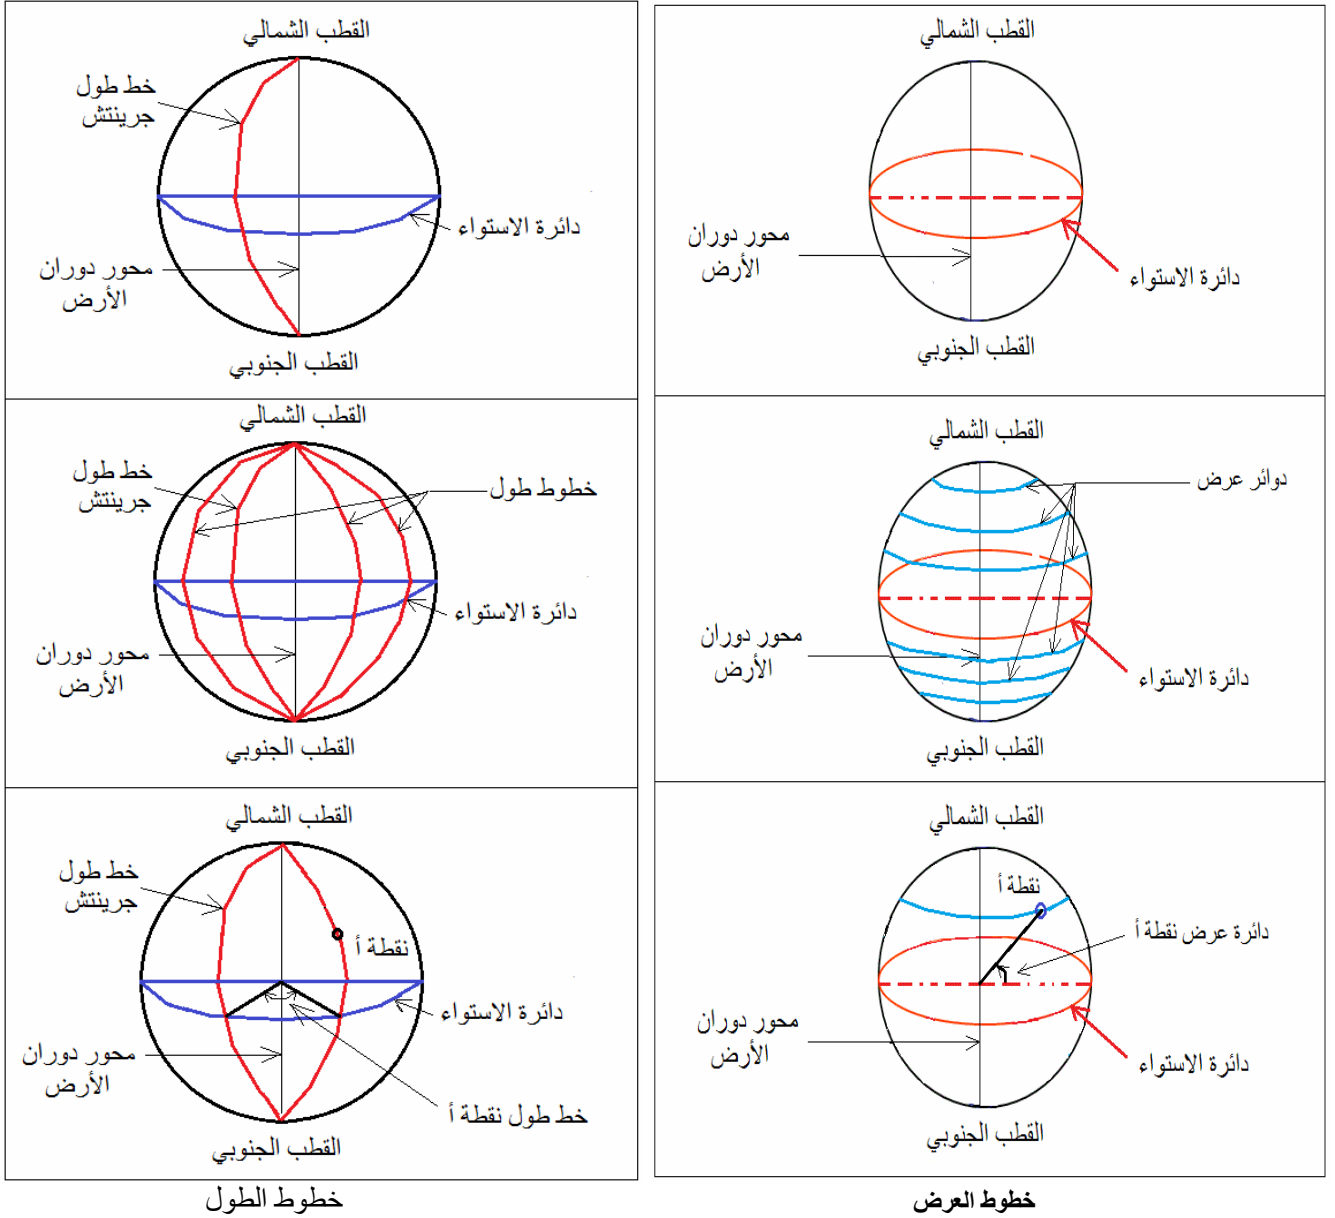 القطب الشمالي
خط طول
جرينتش
دائرة الاستواء
محور دوران
الأرض
القطب الجنوبي
القطب الشمالي
خط طول
جرينتش
خطوط طول
دائرة الاستواء
محور دوران
الأرض
القطب الجنوبي
القطب الشمالي
خط طول
جرينتش
نقطة أ
دائرة الاستواء
محور دوران
الأرض
خط طول نقطة أ
القطب الجنوبي
خطوط الطول
القطب الشمالي
محور دوران
الأرض
دائرة الاستواء
القطب الجنوبي
القطب الشمالي
دوائر عرض
محور دوران
الأرض
دائرة الاستواء
القطب الجنوبي
القطب الشمالي
نقطة أ
دائرة عرض نقطة أ
محور دوران
الأرض
دائرة الاستواء
القطب الجنوبي
خطوط العرض